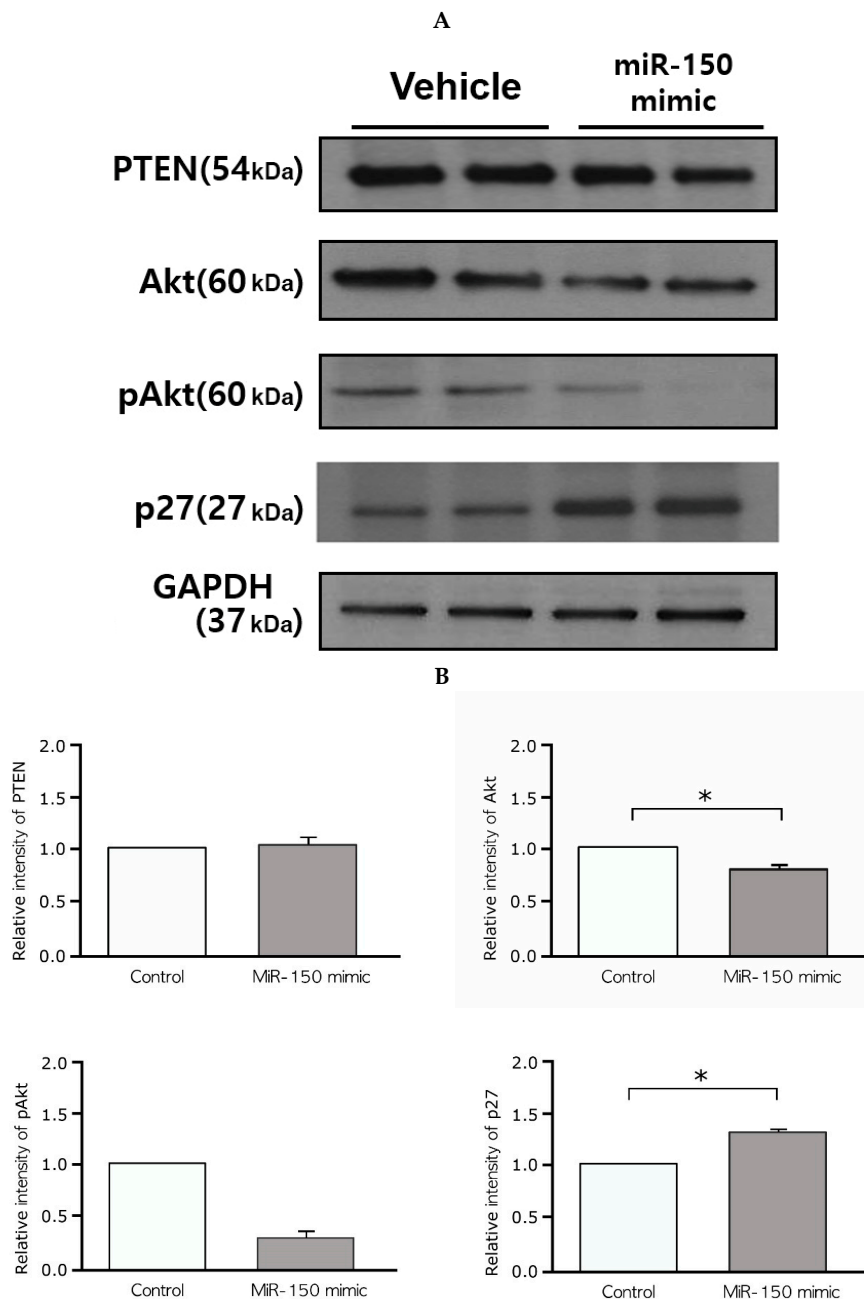 A
Vehicle
miR-150
mimic
PTEN(54kDa)
Akt(60 kDa)
pAkt(60 kDa)
p27(27 kDa)
GAPDH
(37 kDa)
B
Relative intensity of PTEN
2.0
1.5
1.0
0.5
0.0
Control
MiR-150 mimic
Relative intensity of Akt
2.0
1.5
1.0
0.5
0.0
*
Control
MiR-150 mimic
Relative intensity of pAkt
2.0
1.5
1.0
0.5
0.0
Control
MiR-150 mimic
Relative intensity of p27
2.0
1.5
1.0
0.5
0.0
*
Control
MiR-150 mimic